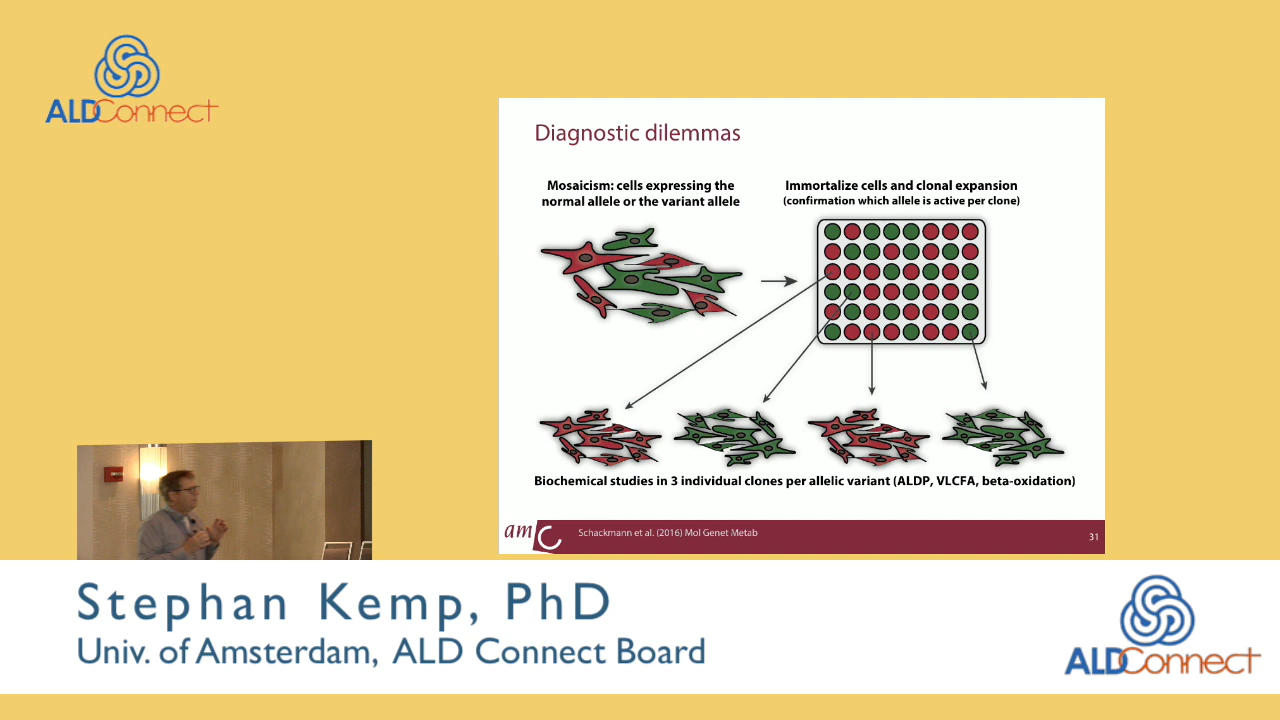 ALDConnect
Diagnostic dilemmas
Mosaicism: cells expressing the
normal allele or the variant allele
Immortalize cells and clonal expansion
(confirmation which allele is active per clone)
Biochemical studies in 3 individual clones per allelic variant (ALDP, VLCFA, beta-oxidation)
amc
Schackmann et al. (2016) Mol Genet Metab
31
Stephan Kemp, PhD
Univ. of Amsterdam, ALD Connect Board
ALDConnect